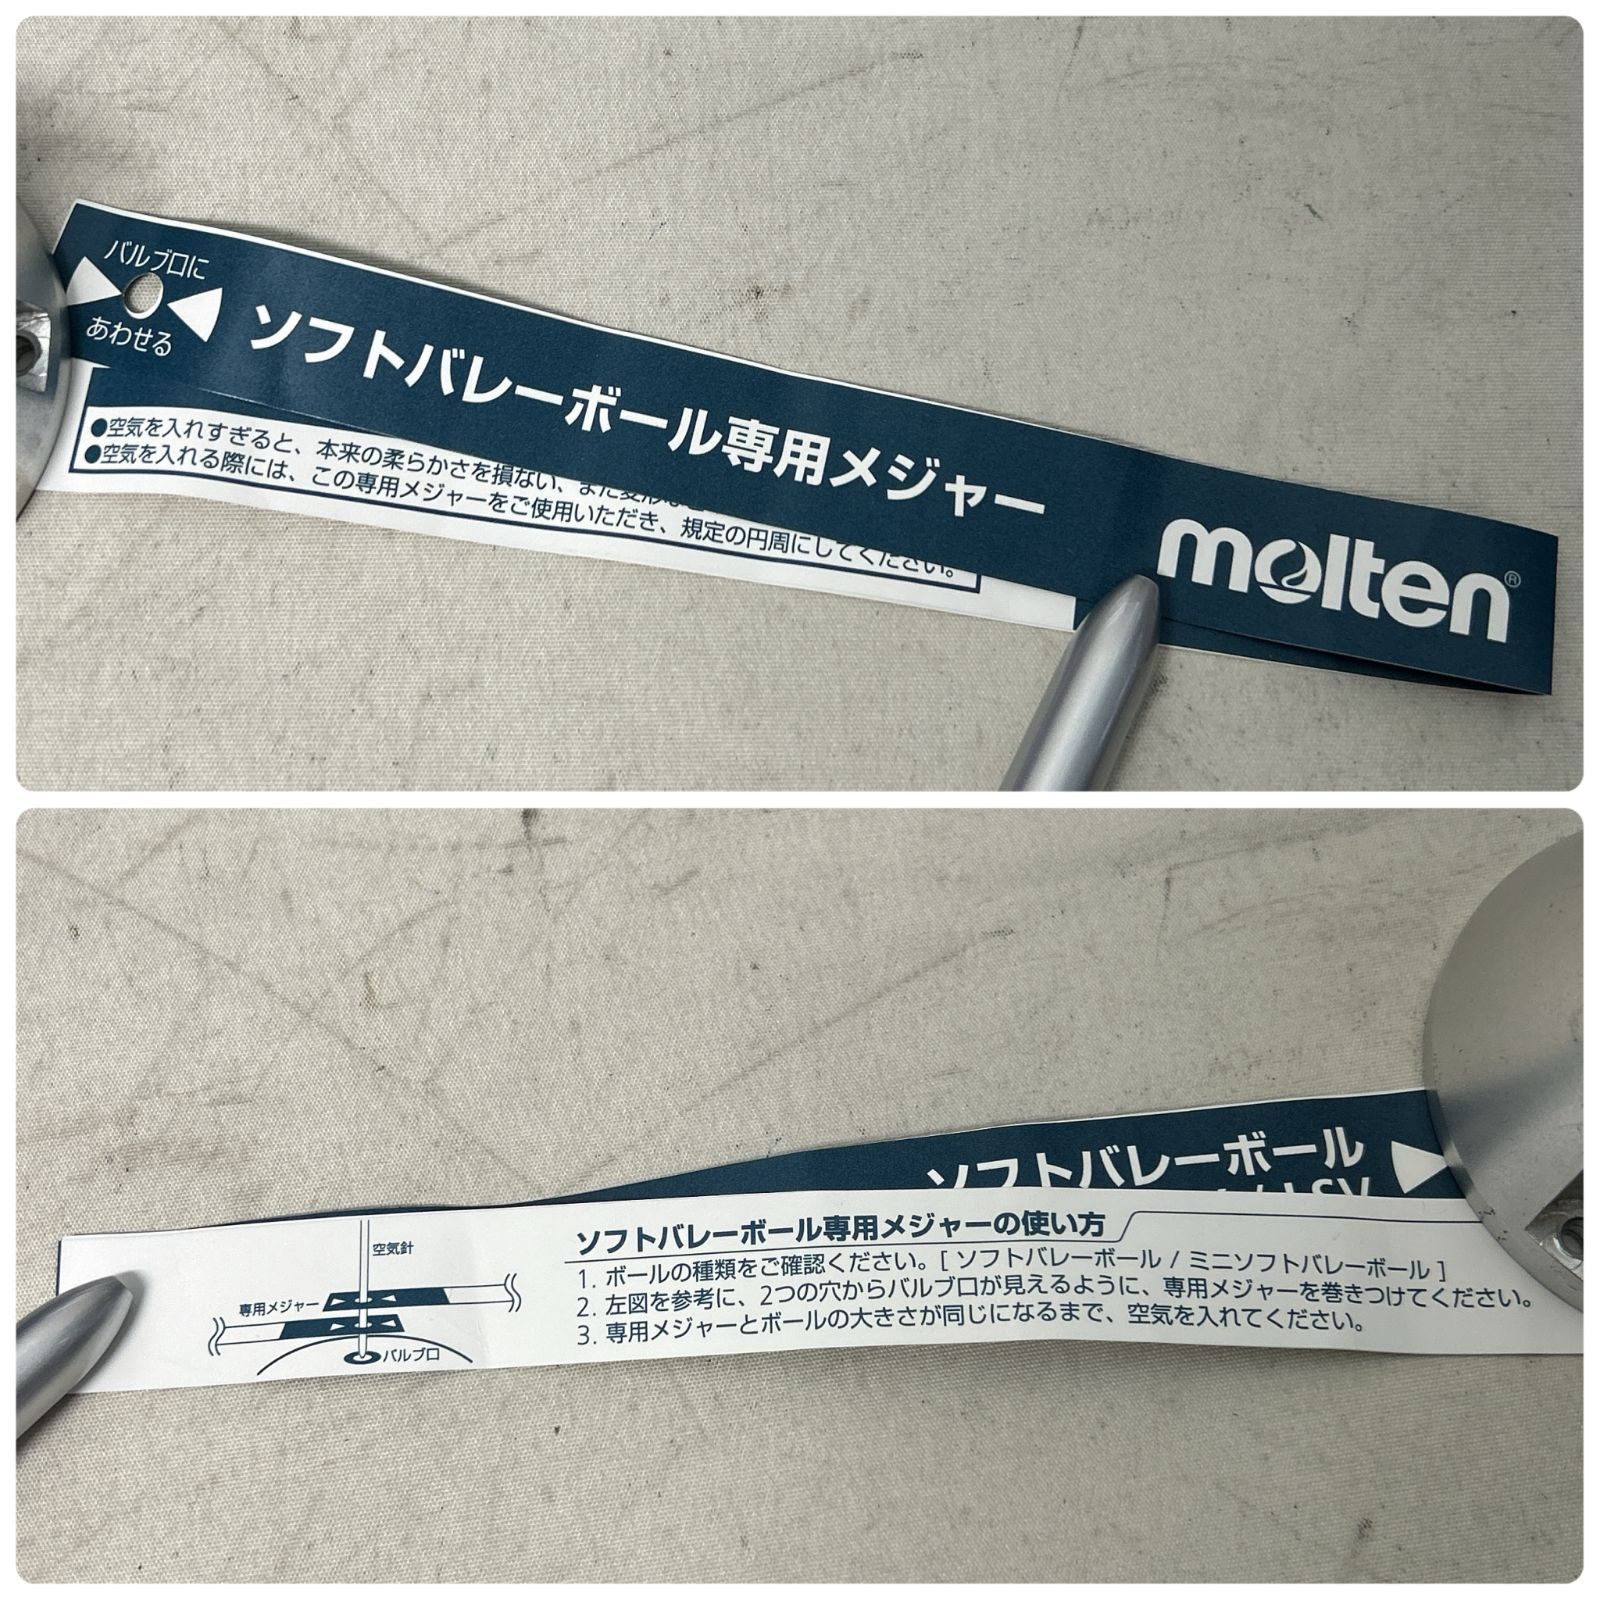 バルブロに
あわせる
ソフトバレーボール専用メジャー
molten®
●空気を入れすぎると、本来の柔らかさを損ない、また変形
●空気を入れる際には、この専用メジャーをご使用いただき、規定の円周にしてください。
ソフトバレーボール
ソフトバレーボール専用メジャーの使い方
1. ボールの種類をご確認ください。[ ソフトバレーボール / ミニソフトバレーボール ]
2. 左図を参考に、2つの穴からバルブロが見えるように、専用メジャーを巻きつけてください。
3. 専用メジャーとボールの大きさが同じになるまで、空気を入れてください。
空気針
専用メジャー
バルブロ